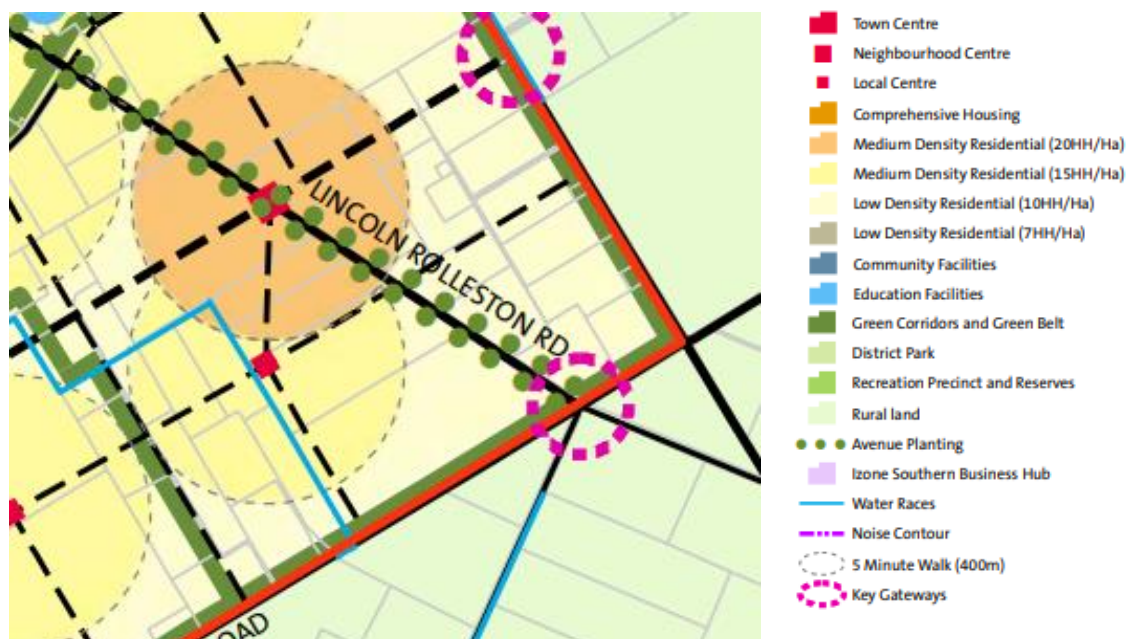 LINCOLN ROLLESTON RD
OAD
Town Centre
Neighbourhood Centre
Local Centre
Comprehensive Housing
Medium Density Residential (20HH/Ha)
Medium Density Residential (15HH/Ha)
Low Density Residential (10HH/Ha)
Low Density Residential (7HH/Ha)
Community Facilities
Education Facilities
Green Corridors and Green Belt
District Park
Recreation Precinct and Reserves
Rural land
Avenue Planting
Izone Southern Business Hub
Water Races
Noise Contour
5 Minute Walk (400m)
Key Gateways